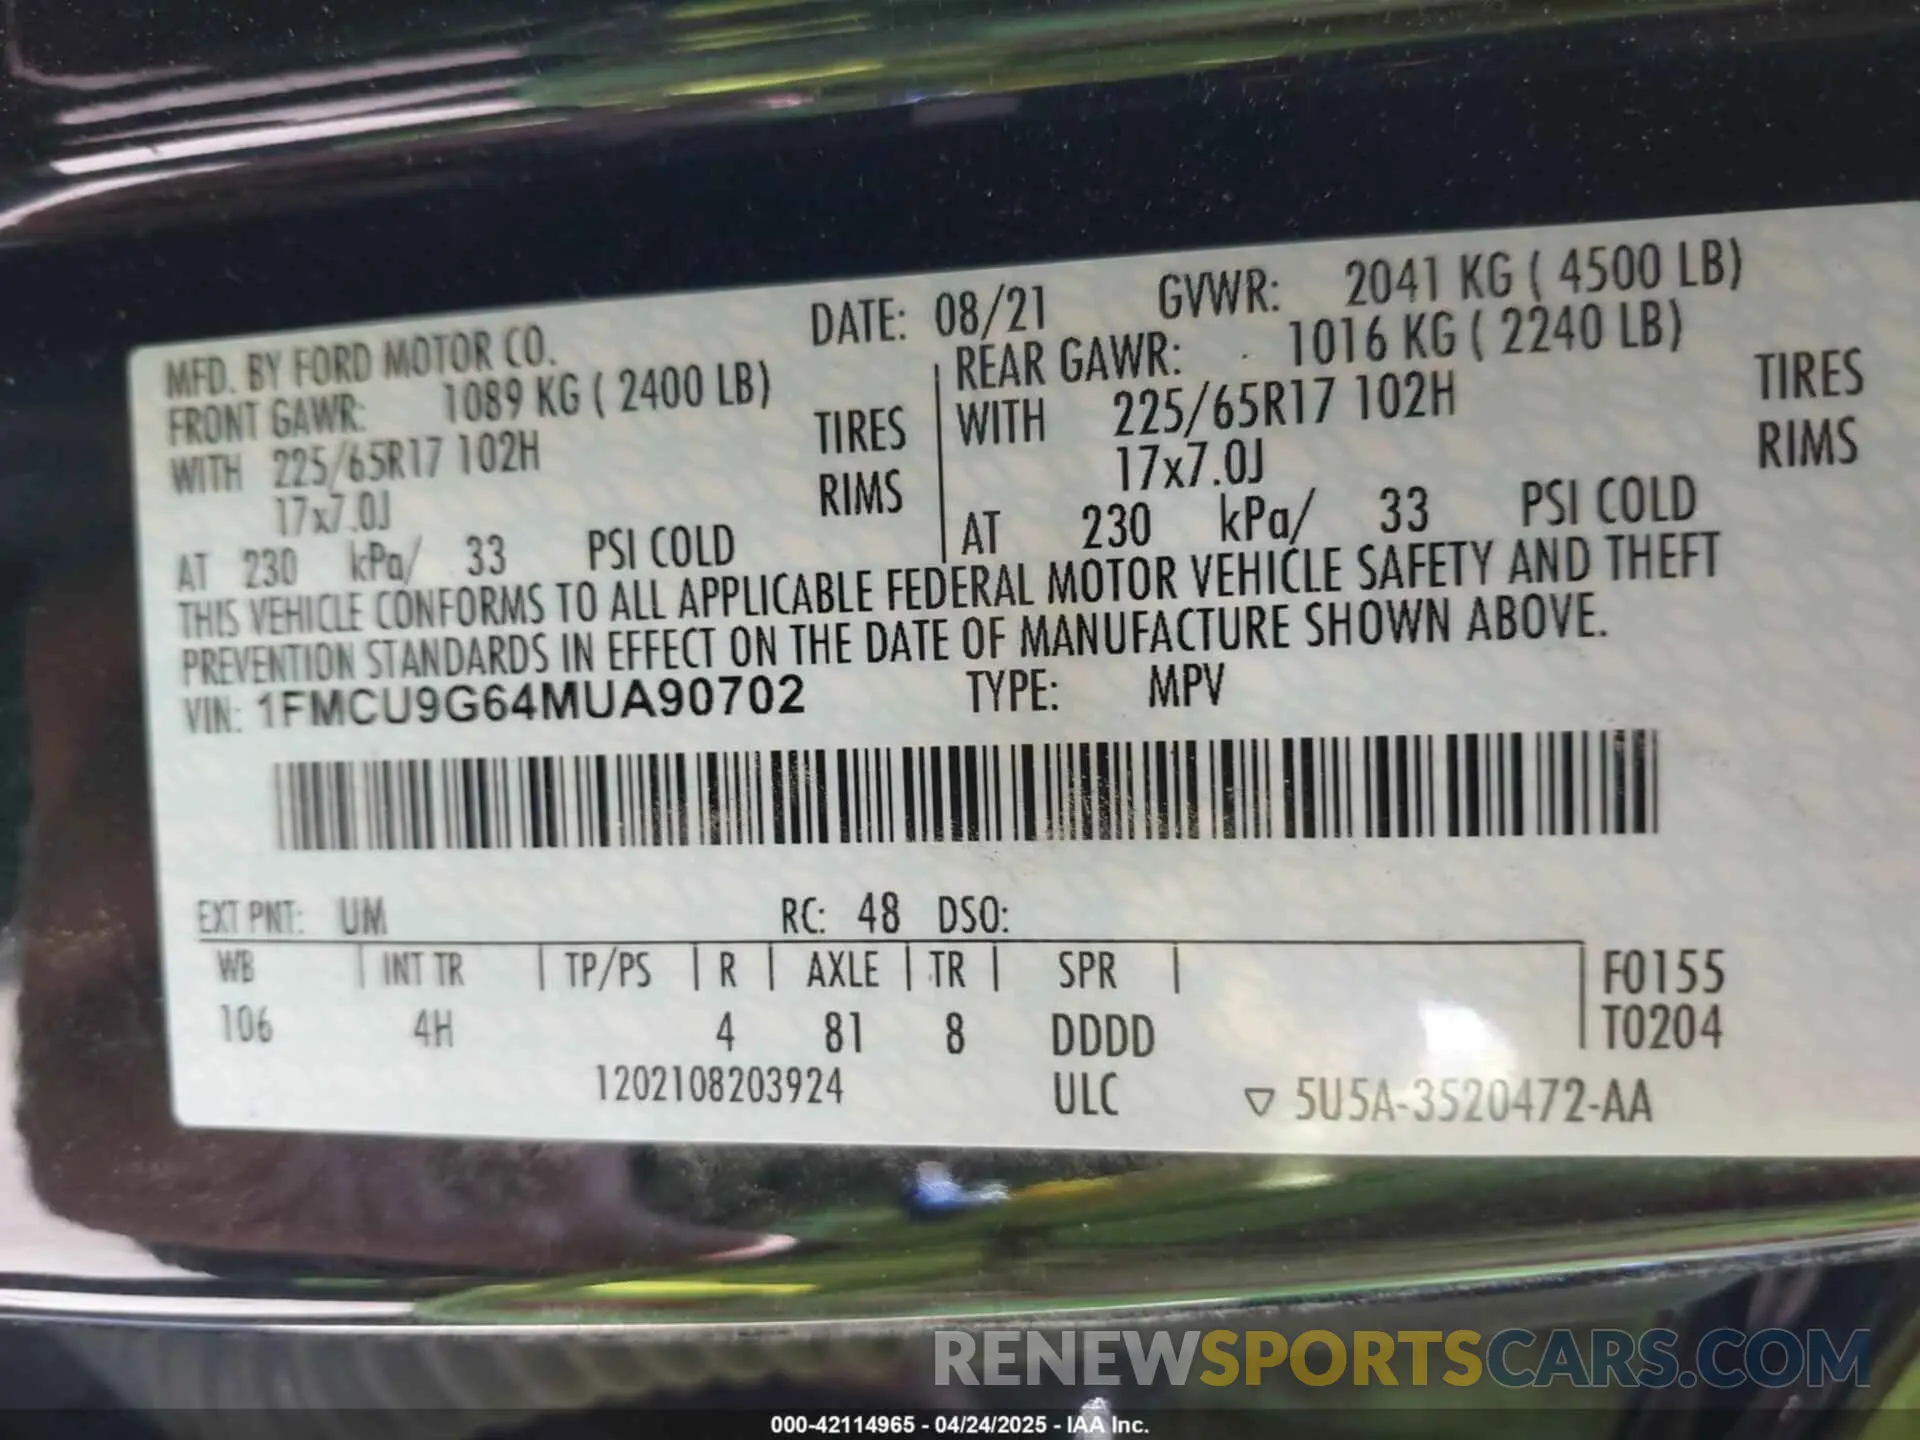 MFD. BY FORD MOTOR CO. DATE: 08/21 GVWR: 2041 KG ( 4500 LB)
FRONT GAWR: 1089 KG ( 2400 LB) REAR GAWR: 1016 KG ( 2240 LB)
WITH 225/65R17 102H TIRES WITH 225/65R17 102H TIRES
17x7.0J RIMS 17x7.0J RIMS
AT 230 kPa/ 33 PSI COLD AT 230 kPa/ 33 PSI COLD
THIS VEHICLE CONFORMS TO ALL APPLICABLE FEDERAL MOTOR VEHICLE SAFETY AND THEFT
PREVENTION STANDARDS IN EFFECT ON THE DATE OF MANUFACTURE SHOWN ABOVE.
VIN: 1FMCU9G64MUA90702 TYPE: MPV
EXT PNT: UM RC: 48 DSO:
WB INT TR TP/PS R AXLE TR SPR F0155
106 4H 4 81 8 DDDD T0204
1202108203924 ULC ▽ 5U5A-3520472-AA
RENEWSPORTSCARS.COM
000-42114965 - 04/24/2025 - IAA Inc.